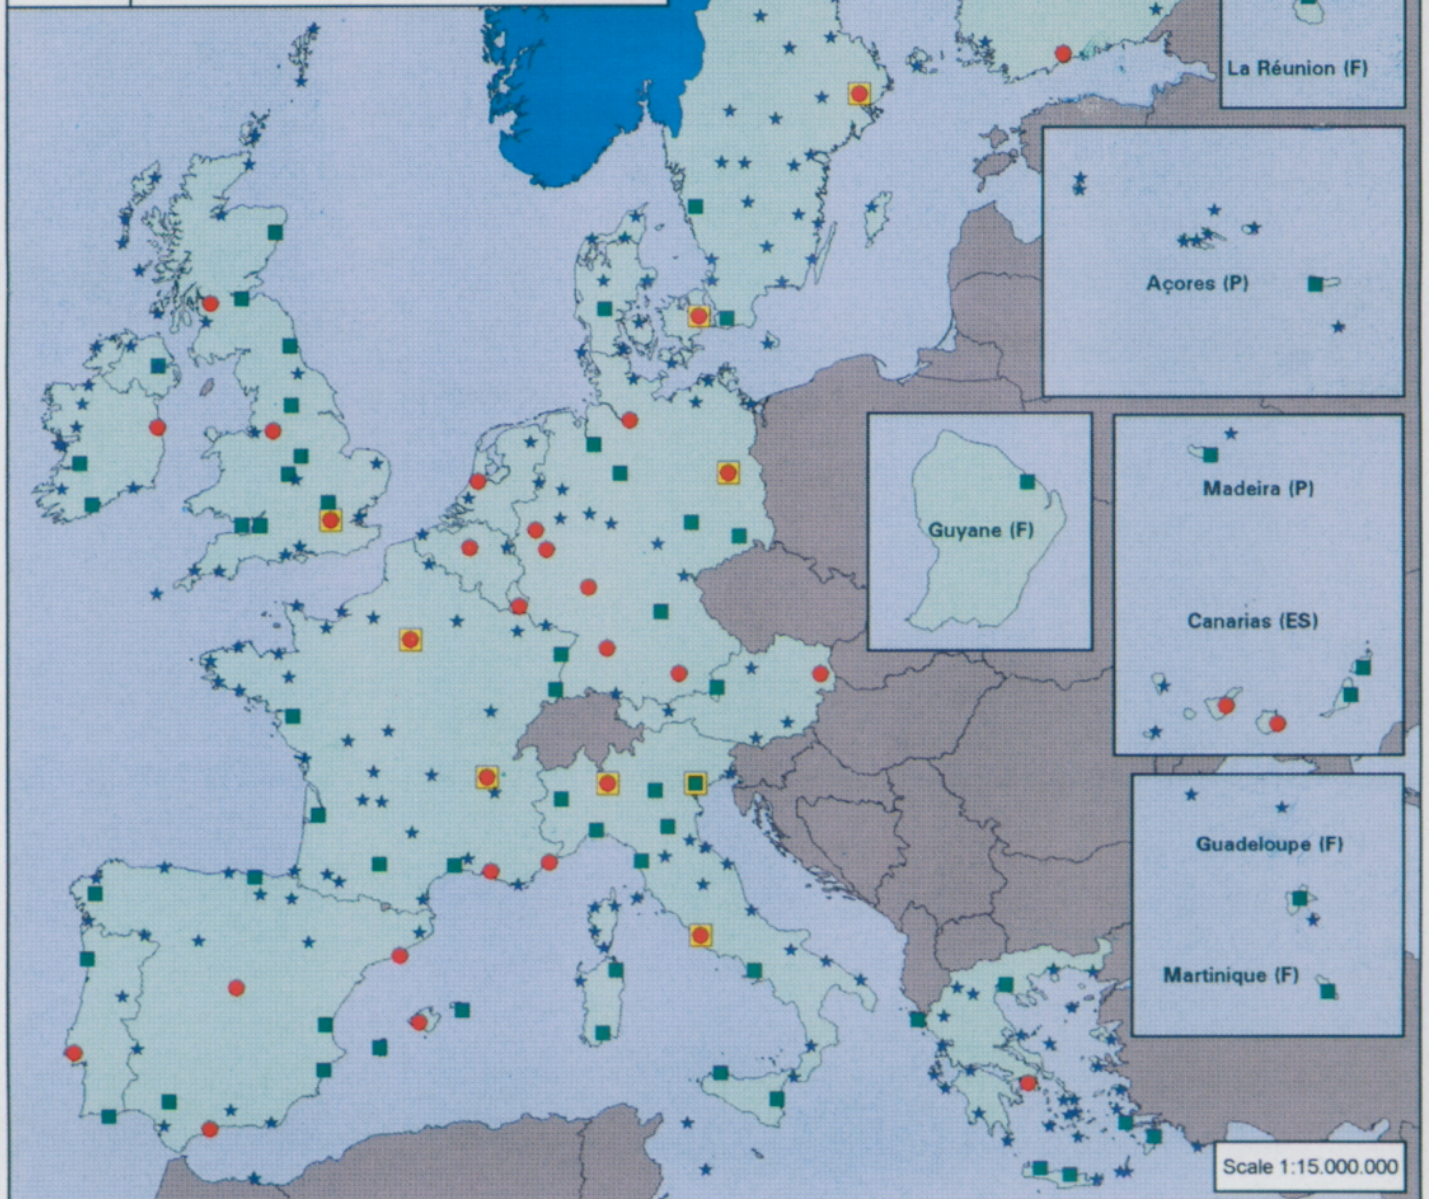 La Réunion (F)
Açores (P)
Madeira (P)
Guyane (F)
Canarias (ES)
Guadeloupe (F)
Martinique (F)
Scale 1:15.000.000